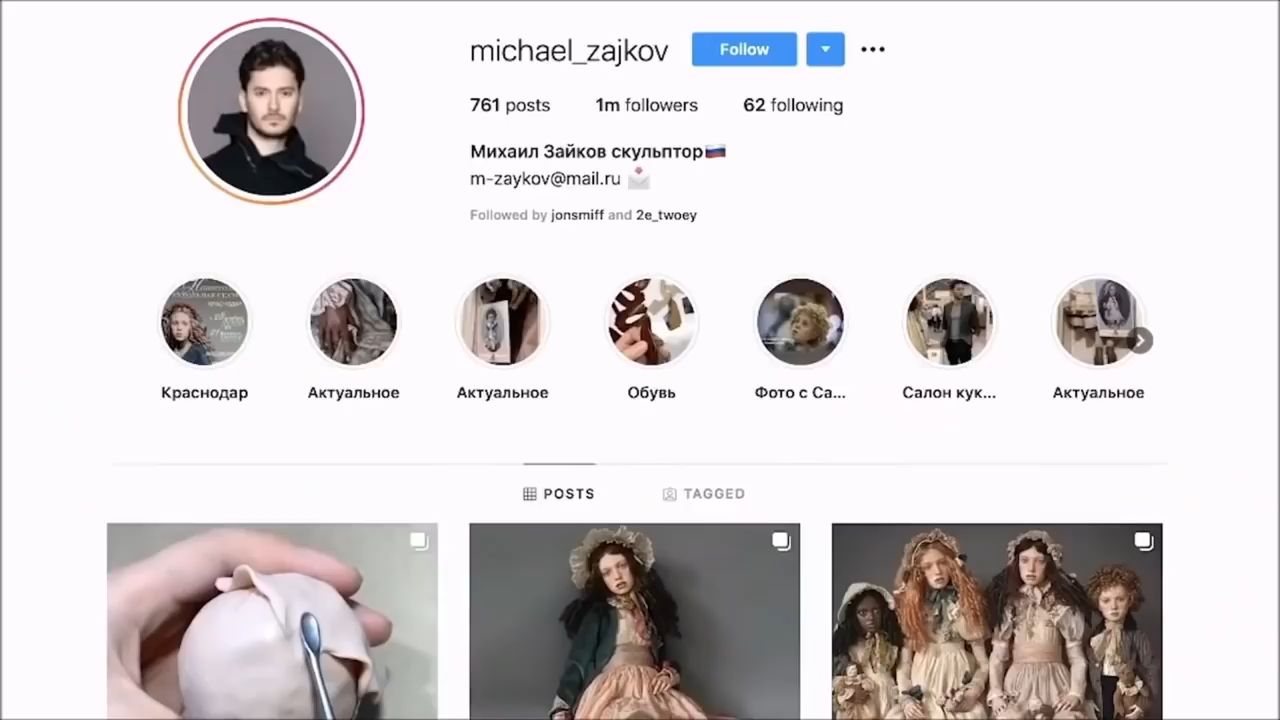 michael_zajkov Follow
761 posts 1m followers 62 following
Михаил Зайков скульптор
m-zaykov@mail.ru
Followed by jonsmiff and 2e_twoey
Краснодар Актуальное Актуальное Обувь Фото с Са... Салон кук... Актуальное
POSTS TAGGED